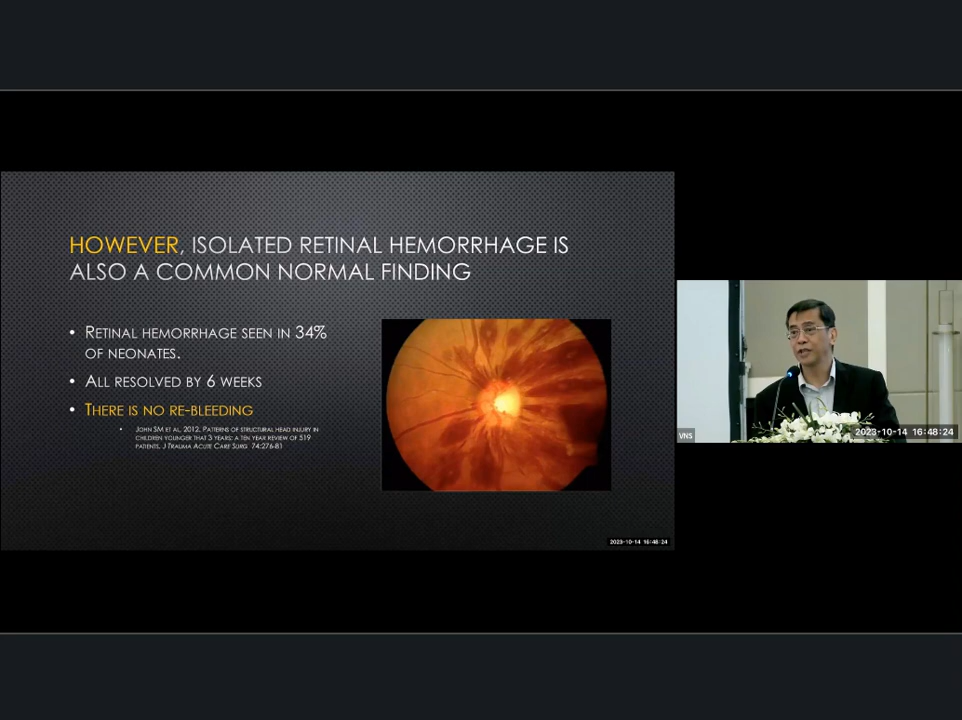 HOWEVER, ISOLATED RETINAL HEMORRHAGE IS
ALSO A COMMON NORMAL FINDING
• RETINAL HEMORRHAGE SEEN IN 34%
OF NEONATES.
• ALL RESOLVED BY 6 WEEKS
• THERE IS NO RE-BLEEDING
• JOHN SM ET AL. 2012. PATTERNS OF STRUCTURAL HEAD INJURY IN
CHILDREN YOUNGER THAT 3 YEARS: A TEN YEAR REVIEW OF 519
PATIENTS. J TRAUMA ACUTE CARE SURG 74:276-81
2023-10-14 16:48:24
VNS
2023-10-14 16:48:24